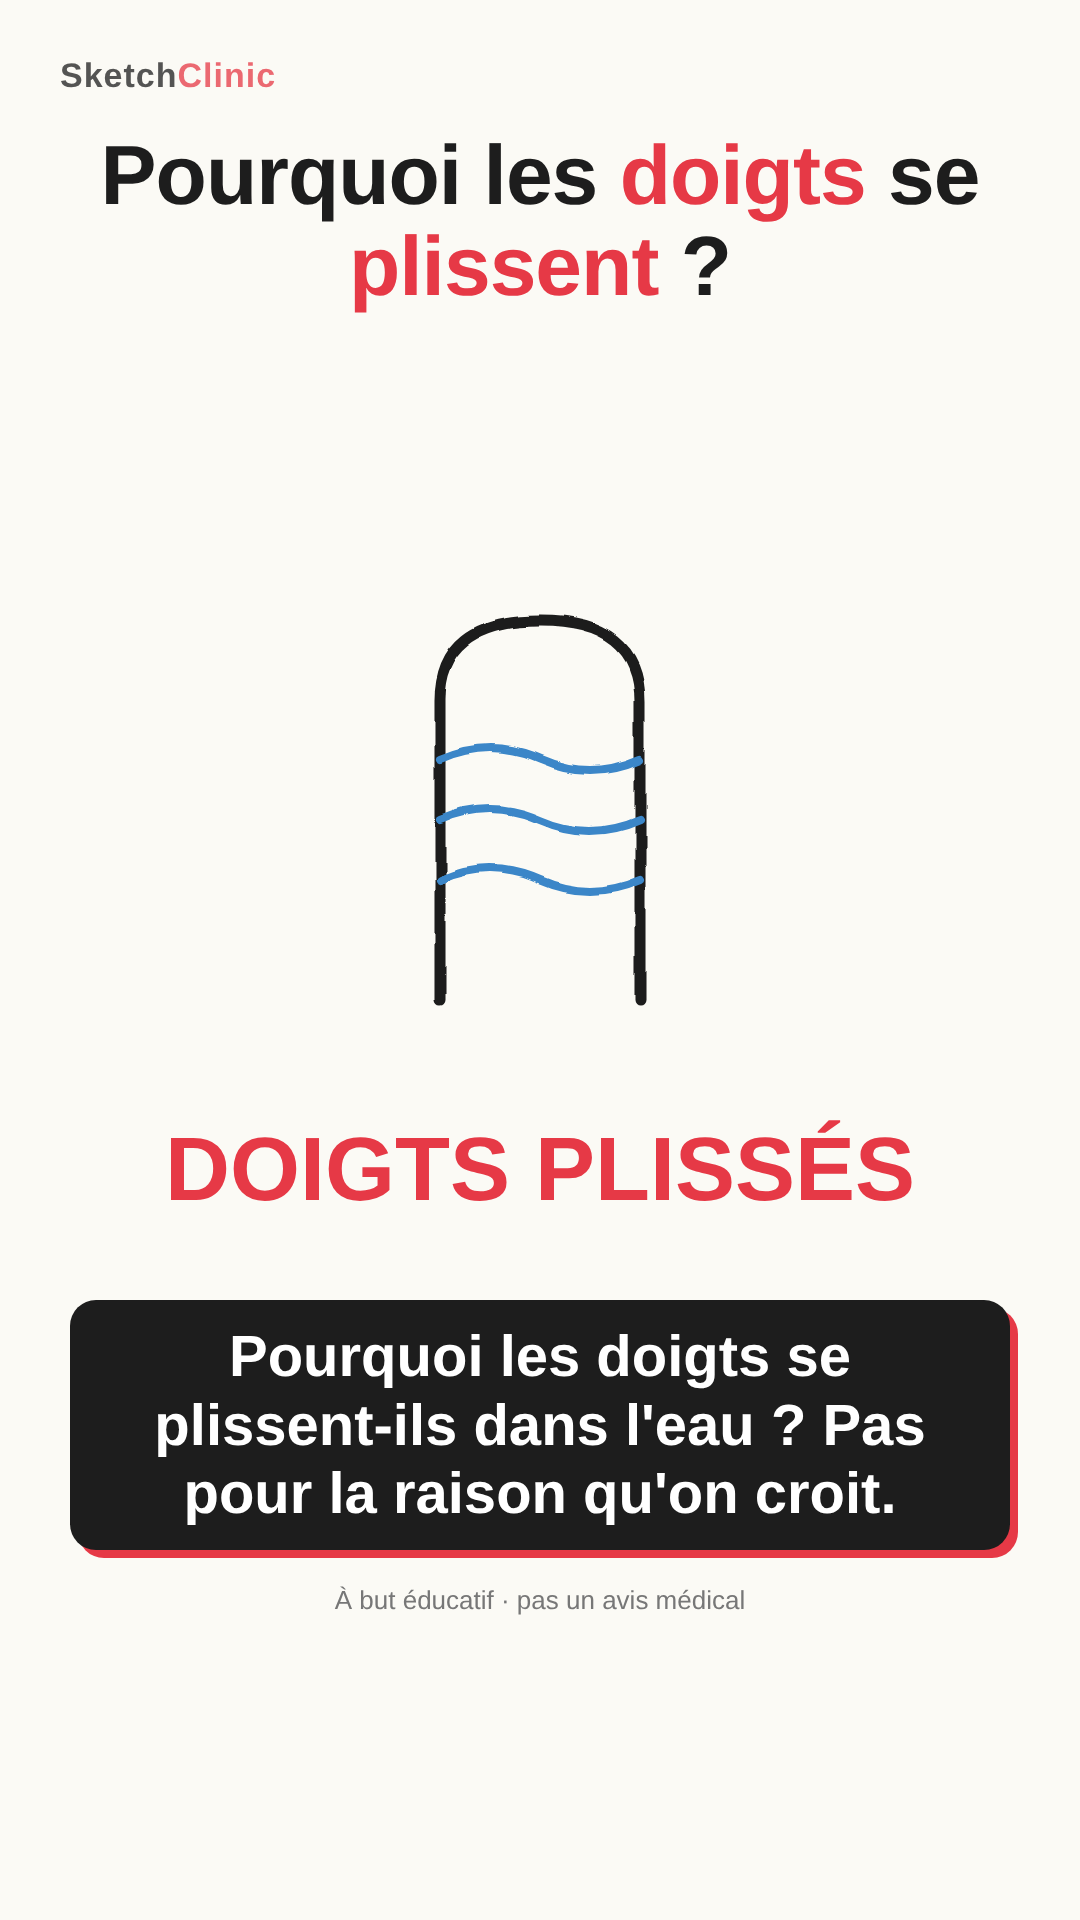 SketchClinic
Pourquoi les doigts se
plissent ?
DOIGTS PLISSÉS
Pourquoi les doigts se
plissent-ils dans l'eau ? Pas
pour la raison qu'on croit.
À but éducatif · pas un avis médical